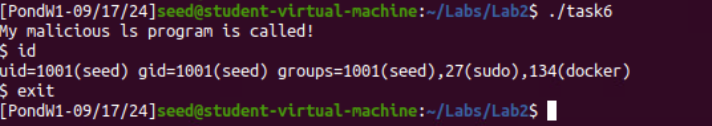 [PondW1-09/17/24]seed@student-virtual-machine:~/Labs/Lab2$ ./task6
My malicious ls program is called!
$ id
uid=1001(seed) gid=1001(seed) groups=1001(seed),27(sudo),134(docker)
$ exit
[PondW1-09/17/24]seed@student-virtual-machine:~/Labs/Lab2$